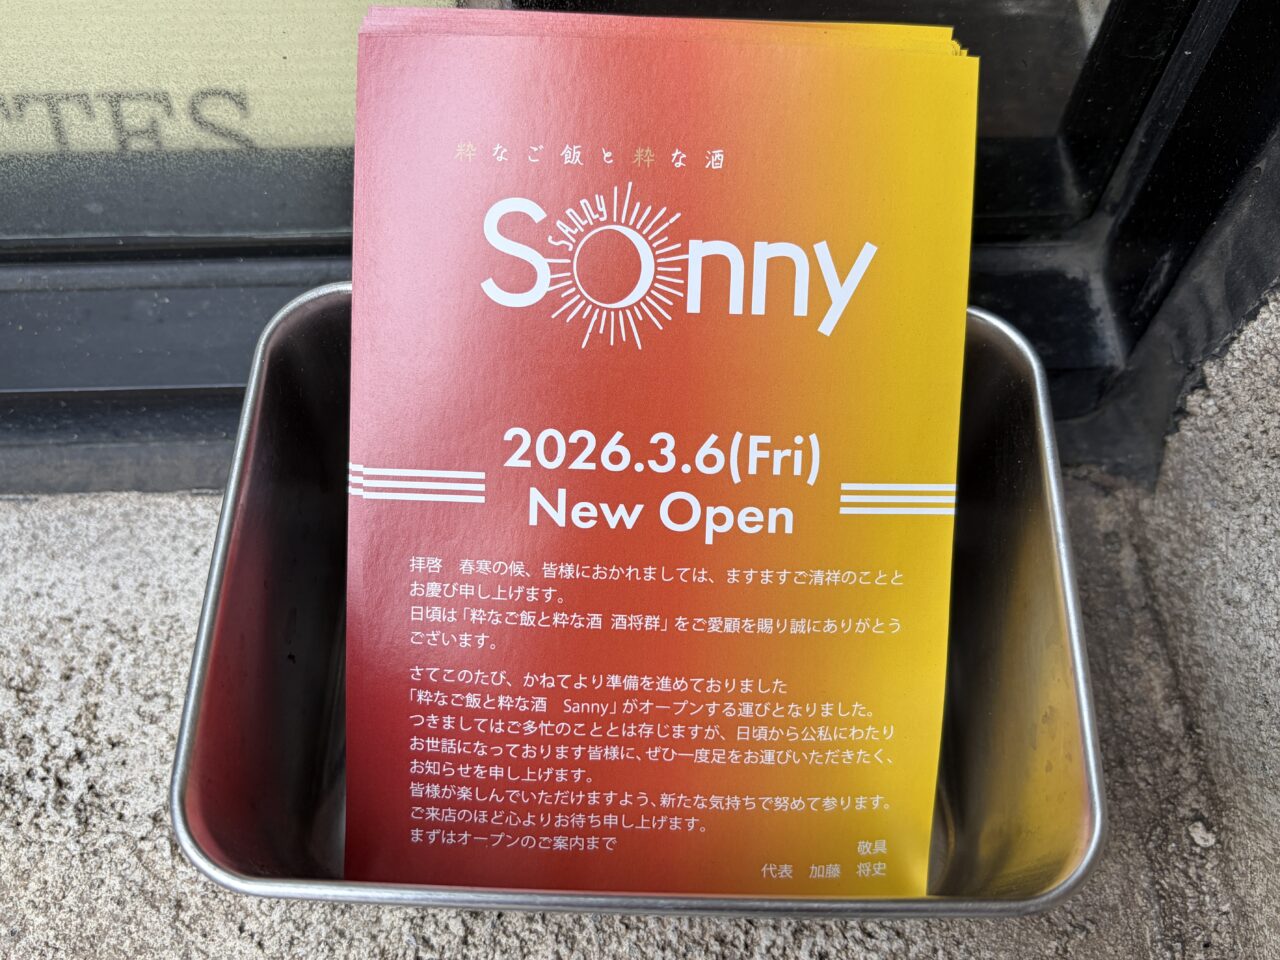 TTES
粋なご飯と粋な酒
SANNY
Sonny
2026.3.6(Fri)
New Open
拝啓　春寒の候、皆様におかれましては、ますますご清祥のことと
お慶び申し上げます。
日頃は「粋なご飯と粋な酒 酒将群」をご愛顧を賜り誠にありがとう
ございます。
さてこのたび、かねてより準備を進めておりました
「粋なご飯と粋な酒　Sanny」がオープンする運びとなりました。
つきましてはご多忙のこととは存じますが、日頃から公私にわたり
お世話になっております皆様に、ぜひ一度足をお運びいただきたく、
お知らせを申し上げます。
皆様が楽しんでいただけますよう、新たな気持ちで努めて参ります。
ご来店のほど心よりお待ち申し上げます。
まずはオープンのご案内まで
敬具
代表　加藤　将史